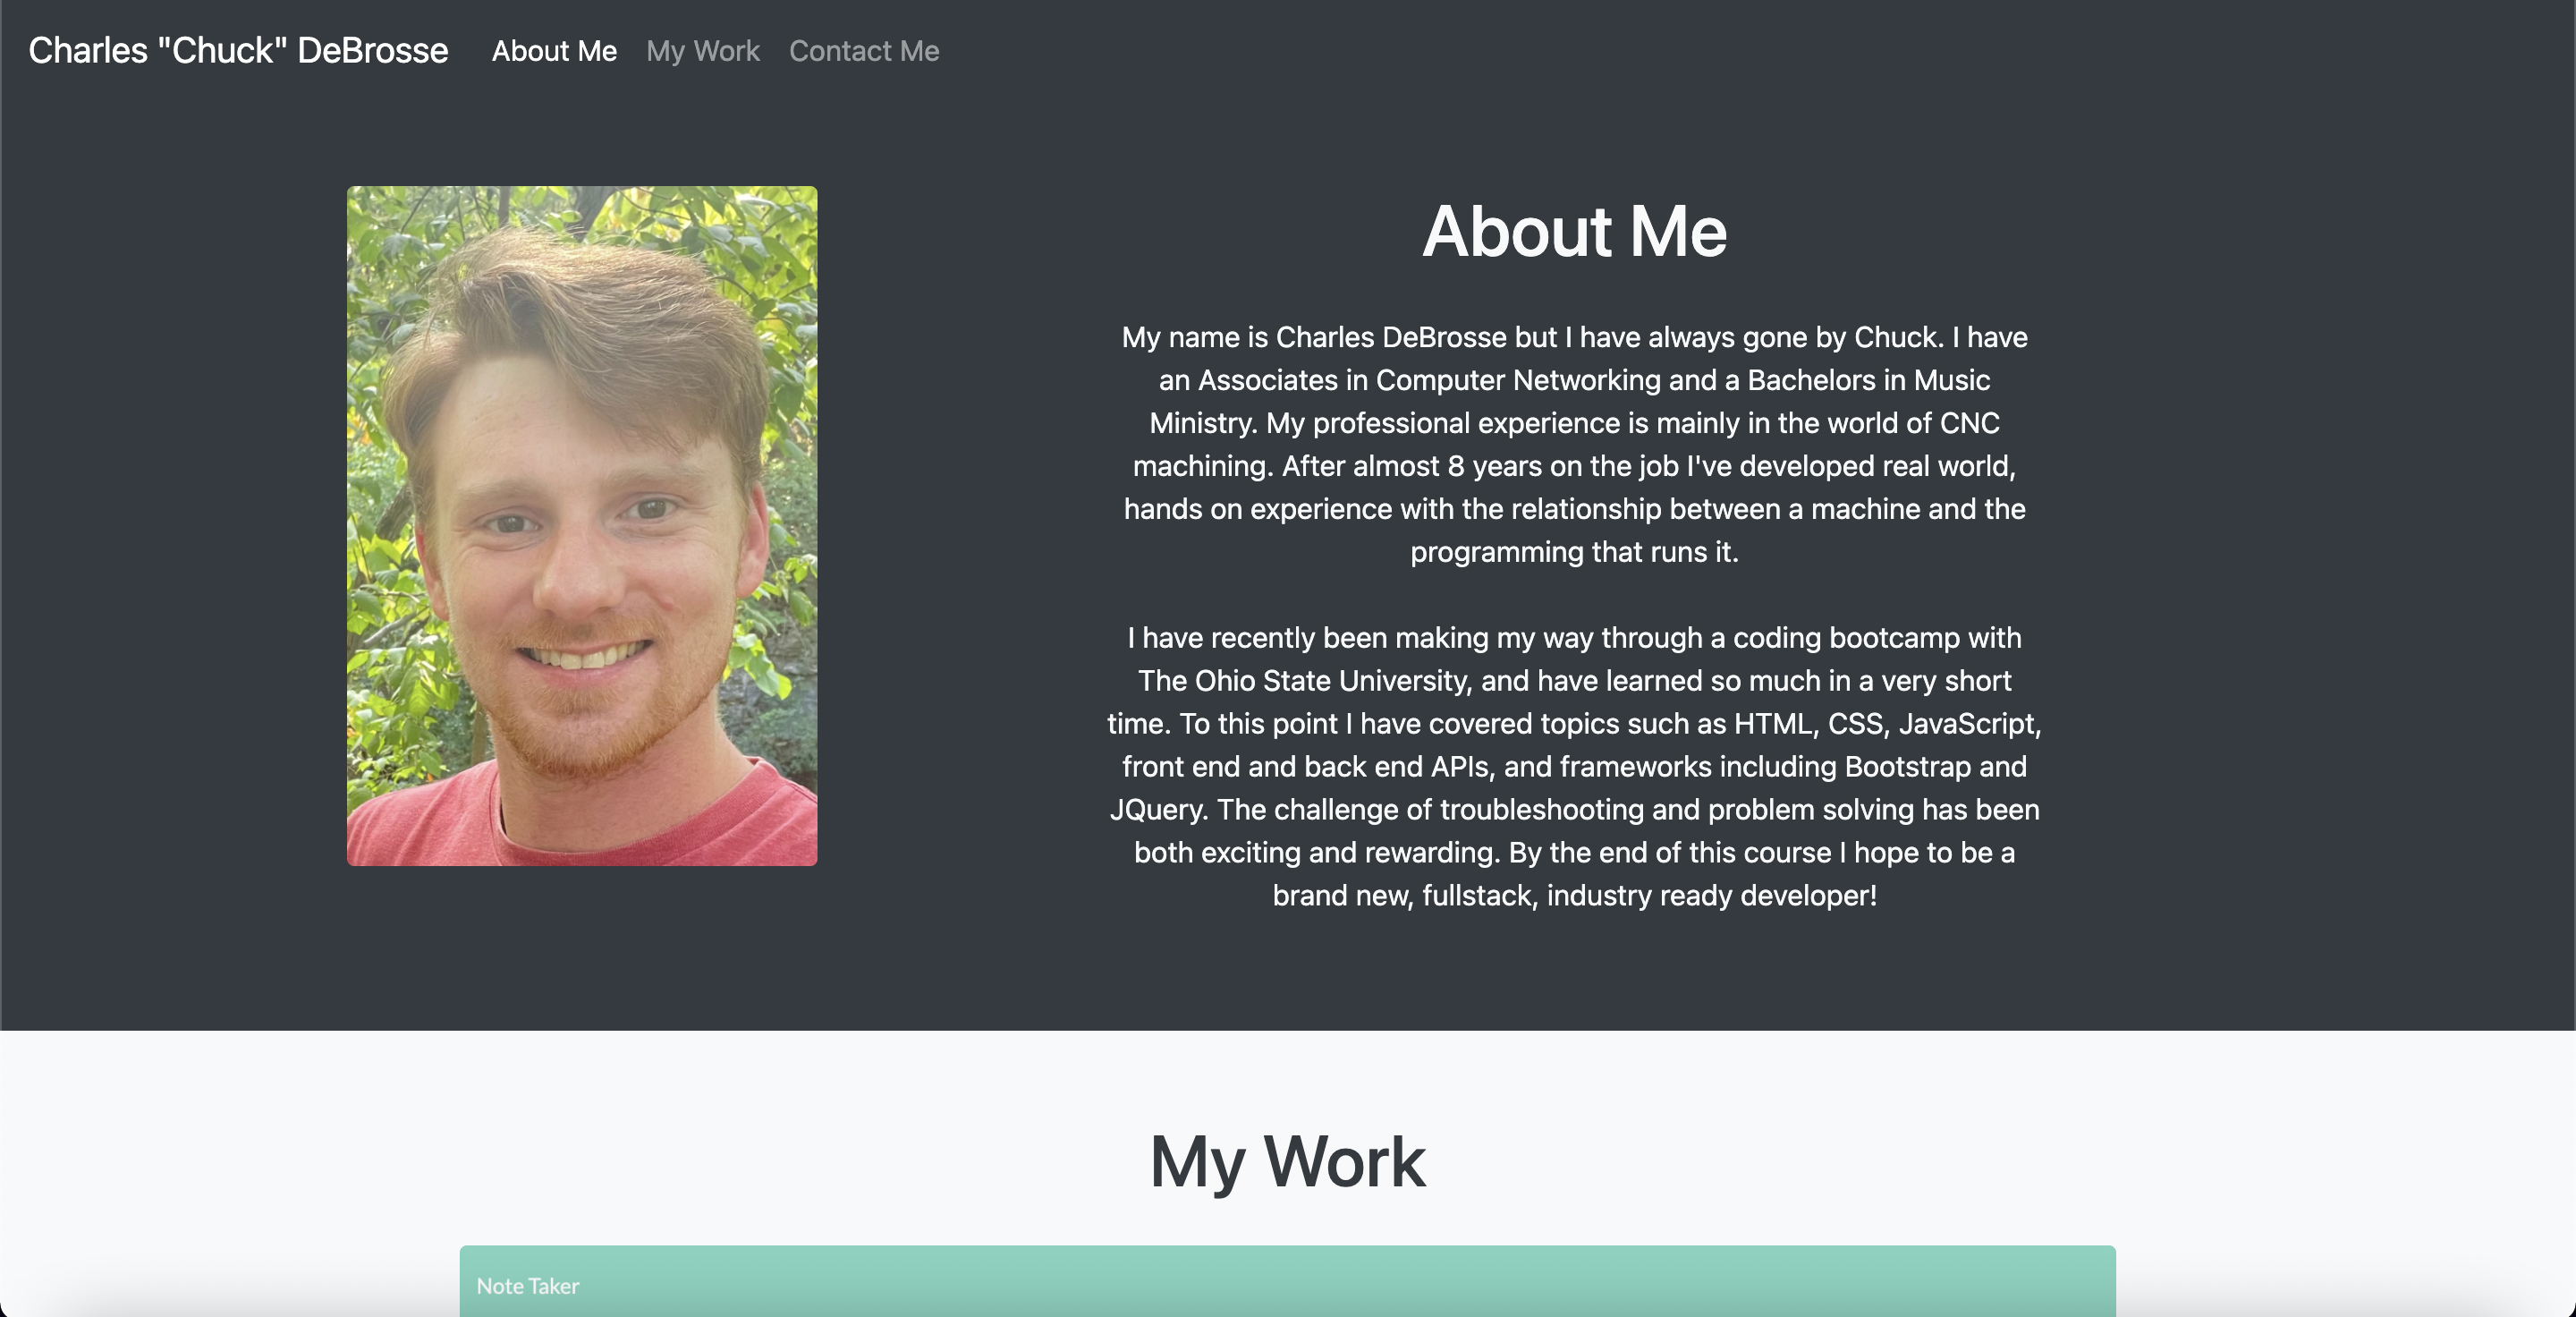 Charles "Chuck" DeBrosse About Me My Work Contact Me
About Me
My name is Charles DeBrosse but I have always gone by Chuck. I have
an Associates in Computer Networking and a Bachelors in Music
Ministry. My professional experience is mainly in the world of CNC
machining. After almost 8 years on the job I've developed real world,
hands on experience with the relationship between a machine and the
programming that runs it.
I have recently been making my way through a coding bootcamp with
The Ohio State University, and have learned so much in a very short
time. To this point I have covered topics such as HTML, CSS, JavaScript,
front end and back end APIs, and frameworks including Bootstrap and
JQuery. The challenge of troubleshooting and problem solving has been
both exciting and rewarding. By the end of this course I hope to be a
brand new, fullstack, industry ready developer!
My Work
Note Taker